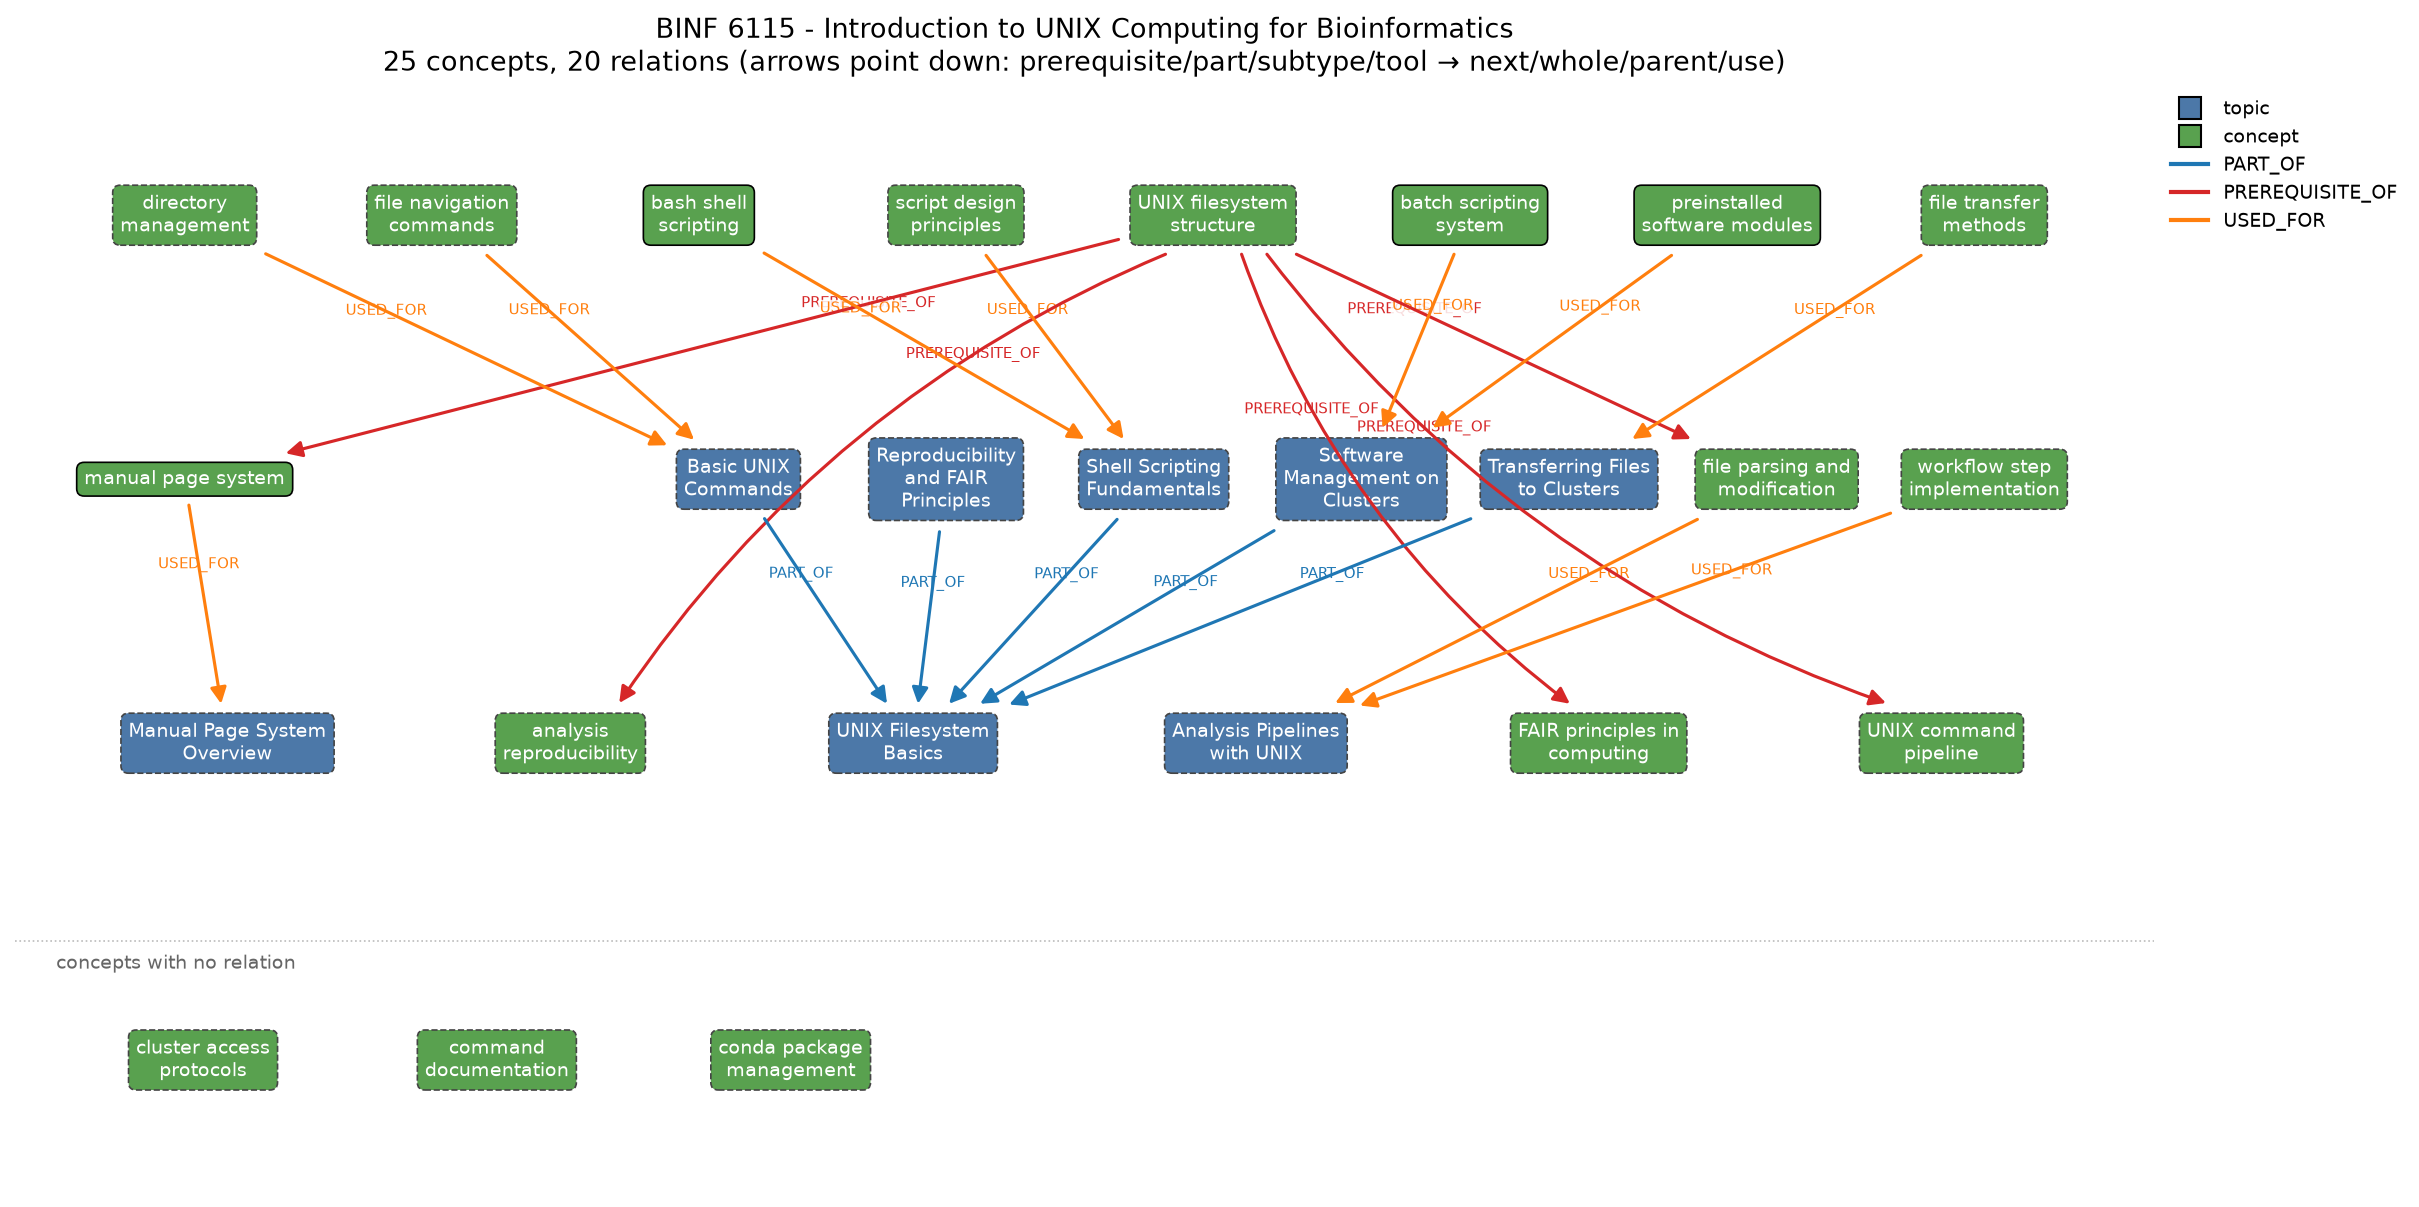 BINF 6115 - Introduction to UNIX Computing for Bioinformatics
25 concepts, 20 relations (arrows point down: prerequisite/part/subtype/tool → next/whole/parent/use)
topic
concept
PART_OF
PREREQUISITE_OF
USED_FOR
directory
management
file navigation
commands
bash shell
scripting
script design
principles
UNIX filesystem
structure
batch scripting
system
preinstalled
software modules
file transfer
methods
USED_FOR
USED_FOR
PREREQUISITE_OF
USED_FOR
USED_FOR
PREREQUISITE_OF
USED_FOR
USED_FOR
USED_FOR
PREREQUISITE_OF
PREREQUISITE_OF
PREREQUISITE_OF
manual page system
Basic UNIX
Commands
Reproducibility
and FAIR
Principles
Shell Scripting
Fundamentals
Software
Management on
Clusters
Transferring Files
to Clusters
file parsing and
modification
workflow step
implementation
USED_FOR
PART_OF
PART_OF
PART_OF
PART_OF
PART_OF
USED_FOR
USED_FOR
Manual Page System
Overview
analysis
reproducibility
UNIX Filesystem
Basics
Analysis Pipelines
with UNIX
FAIR principles in
computing
UNIX command
pipeline
concepts with no relation
cluster access
protocols
command
documentation
conda package
management